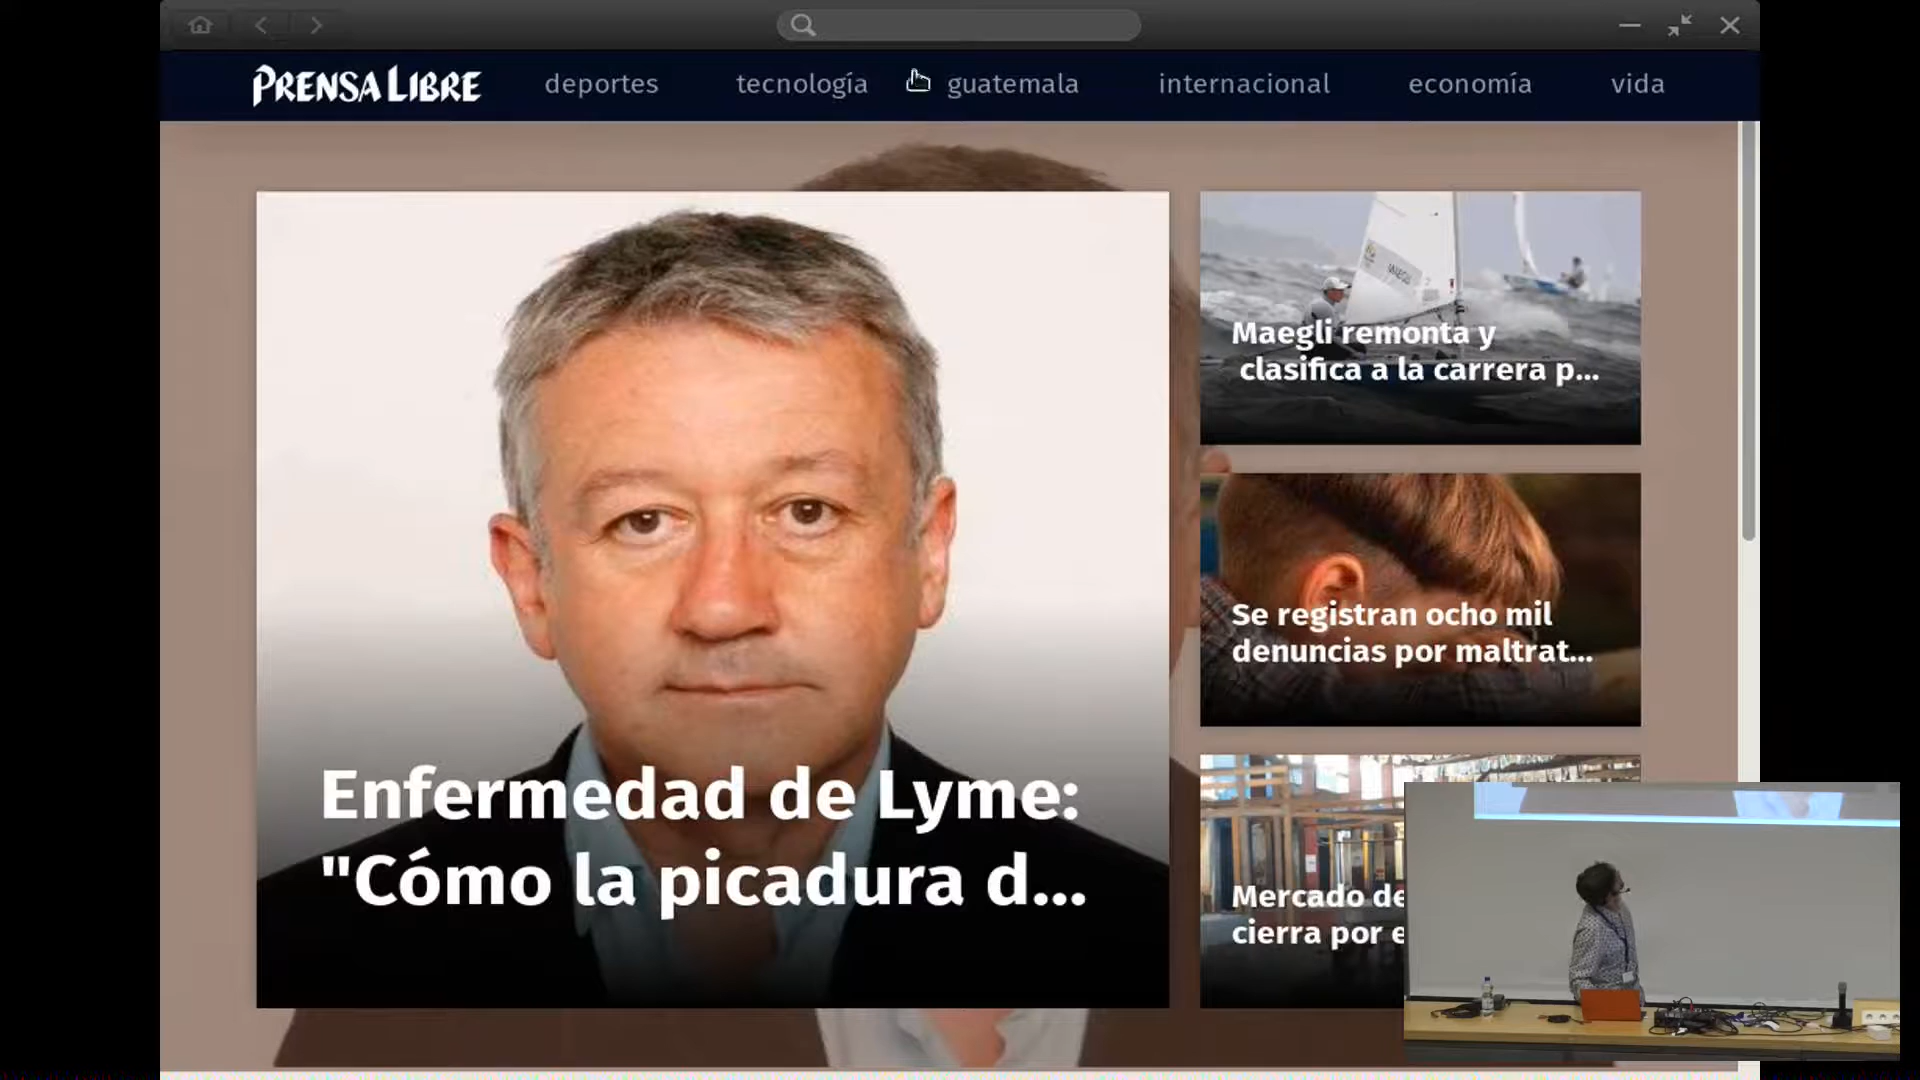 PRENSA LIBRE
deportes
tecnología
guatemala
internacional
economía
vida
Enfermedad de Lyme:
"Cómo la picadura d...
Maegli remonta y
clasifica a la carrera p...
Se registran ocho mil
denuncias por maltrat...
Mercado de
cierra por e